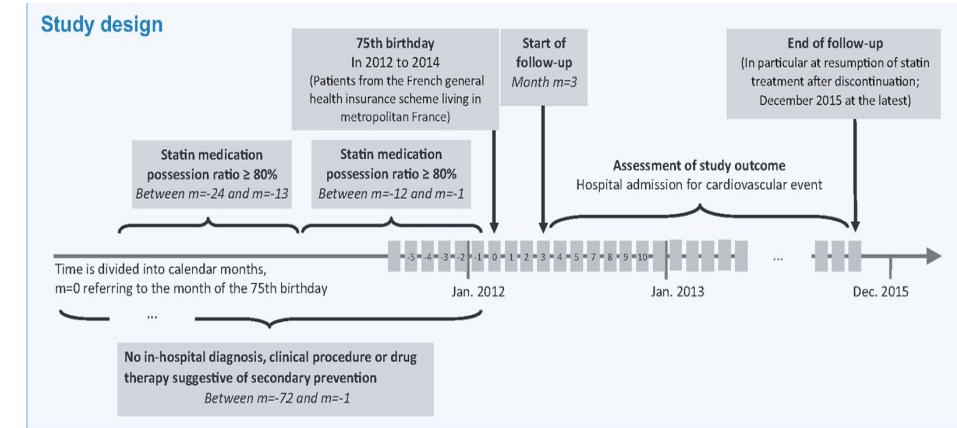 Study design
75th birthday
In 2012 to 2014
(Patients from the French general
health insurance scheme living in
metropolitan France)
Start of
follow-up
Month m=3
End of follow-up
(In particular at resumption of statin
treatment after discontinuation;
December 2015 at the latest)
Statin medication
possession ratio ≥ 80%
Between m=-24 and m=-13
Statin medication
possession ratio ≥ 80%
Between m=-12 and m=-1
Assessment of study outcome
Hospital admission for cardiovascular event
-5 -4 -3 -2 -1 0 1 2 3 4 5 6 7 8 9 10 ...
Time is divided into calendar months,
m=0 referring to the month of the 75th birthday
Jan. 2012
Jan. 2013
Dec. 2015
...
No in-hospital diagnosis, clinical procedure or drug
therapy suggestive of secondary prevention
Between m=-72 and m=-1